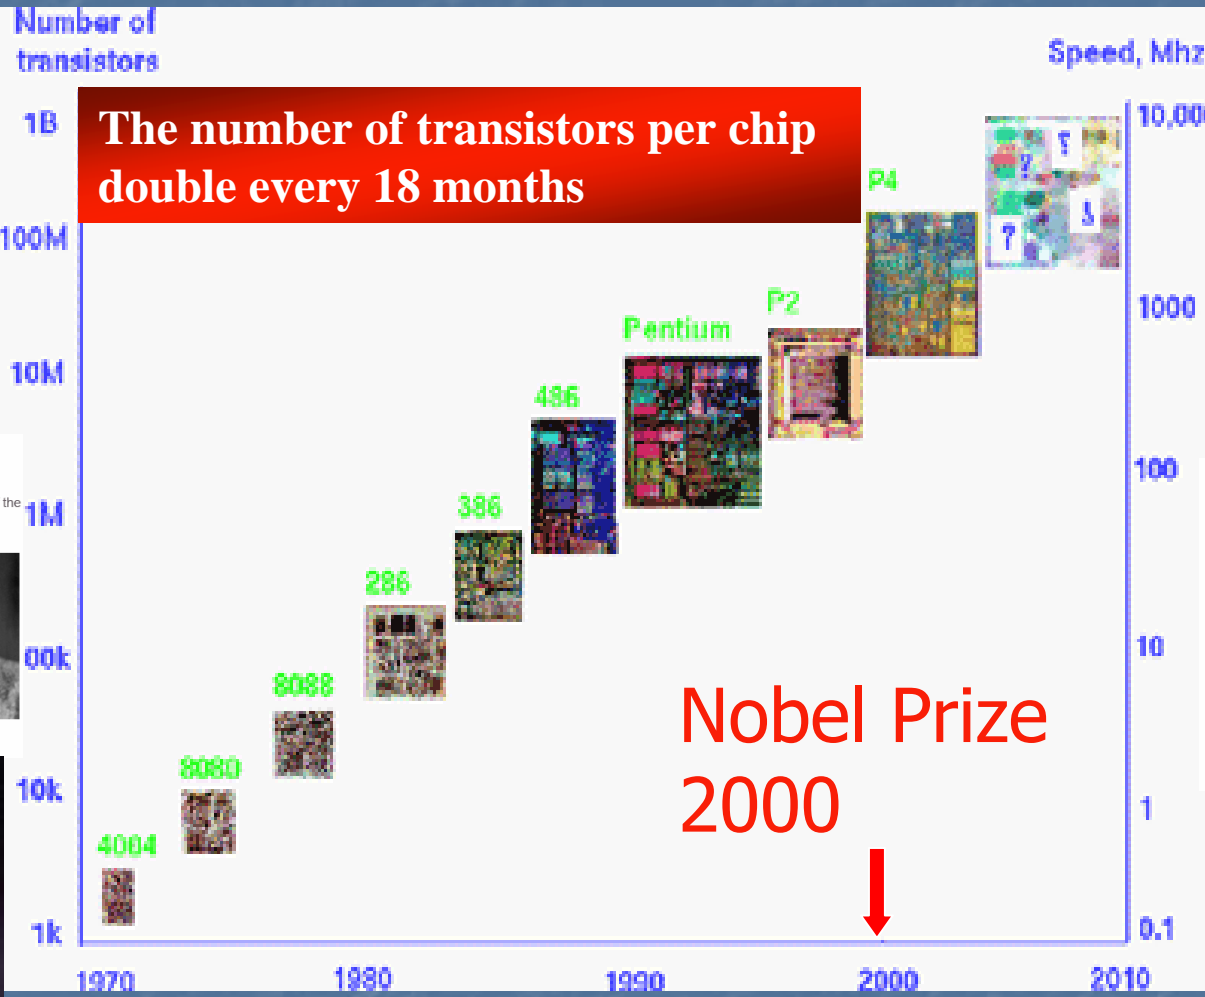 Number of
transistors
Speed, Mhz
The number of transistors per chip
double every 18 months
1B
10,00
P4
?
?
?
100M
P2
1000
Pentium
10M
486
100
the
1M
386
286
00k
10
8088
Nobel Prize
2000
8080
10k
1
4004
1k
0.1
1970
1980
1990
2000
2010